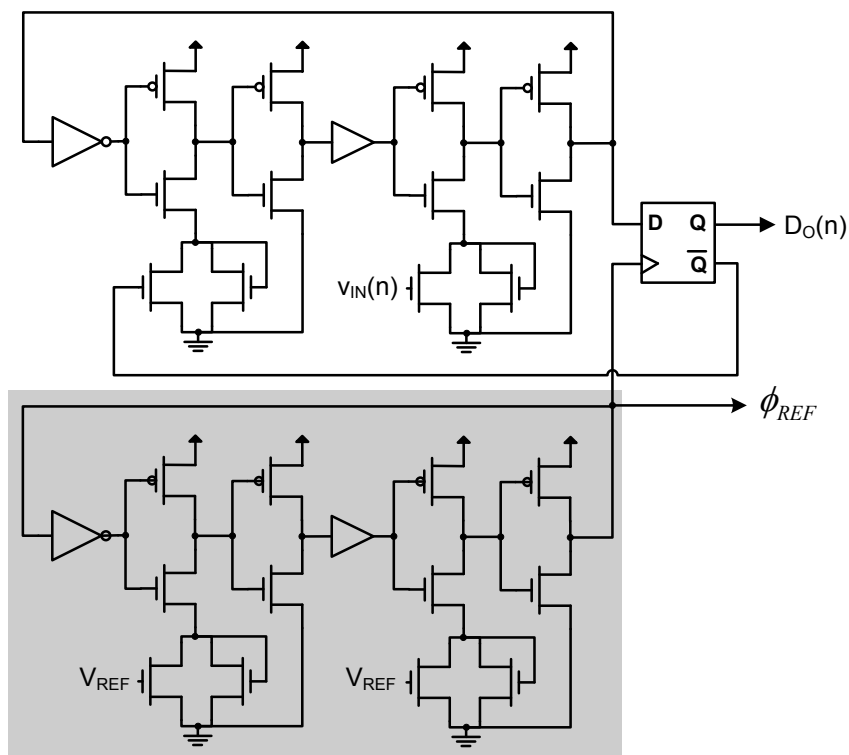 D Q D_O(n)
Q̅
v_IN(n)
ϕ_REF
V_REF V_REF